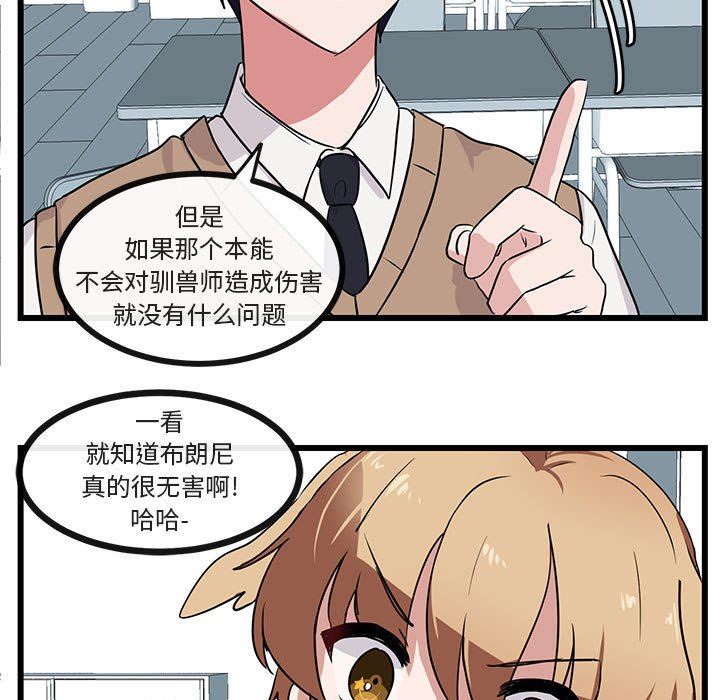 但是
如果那个本能
不会对驯兽师造成伤害
就没有什么问题
一看
就知道布朗尼
真的很无害啊!
哈哈-